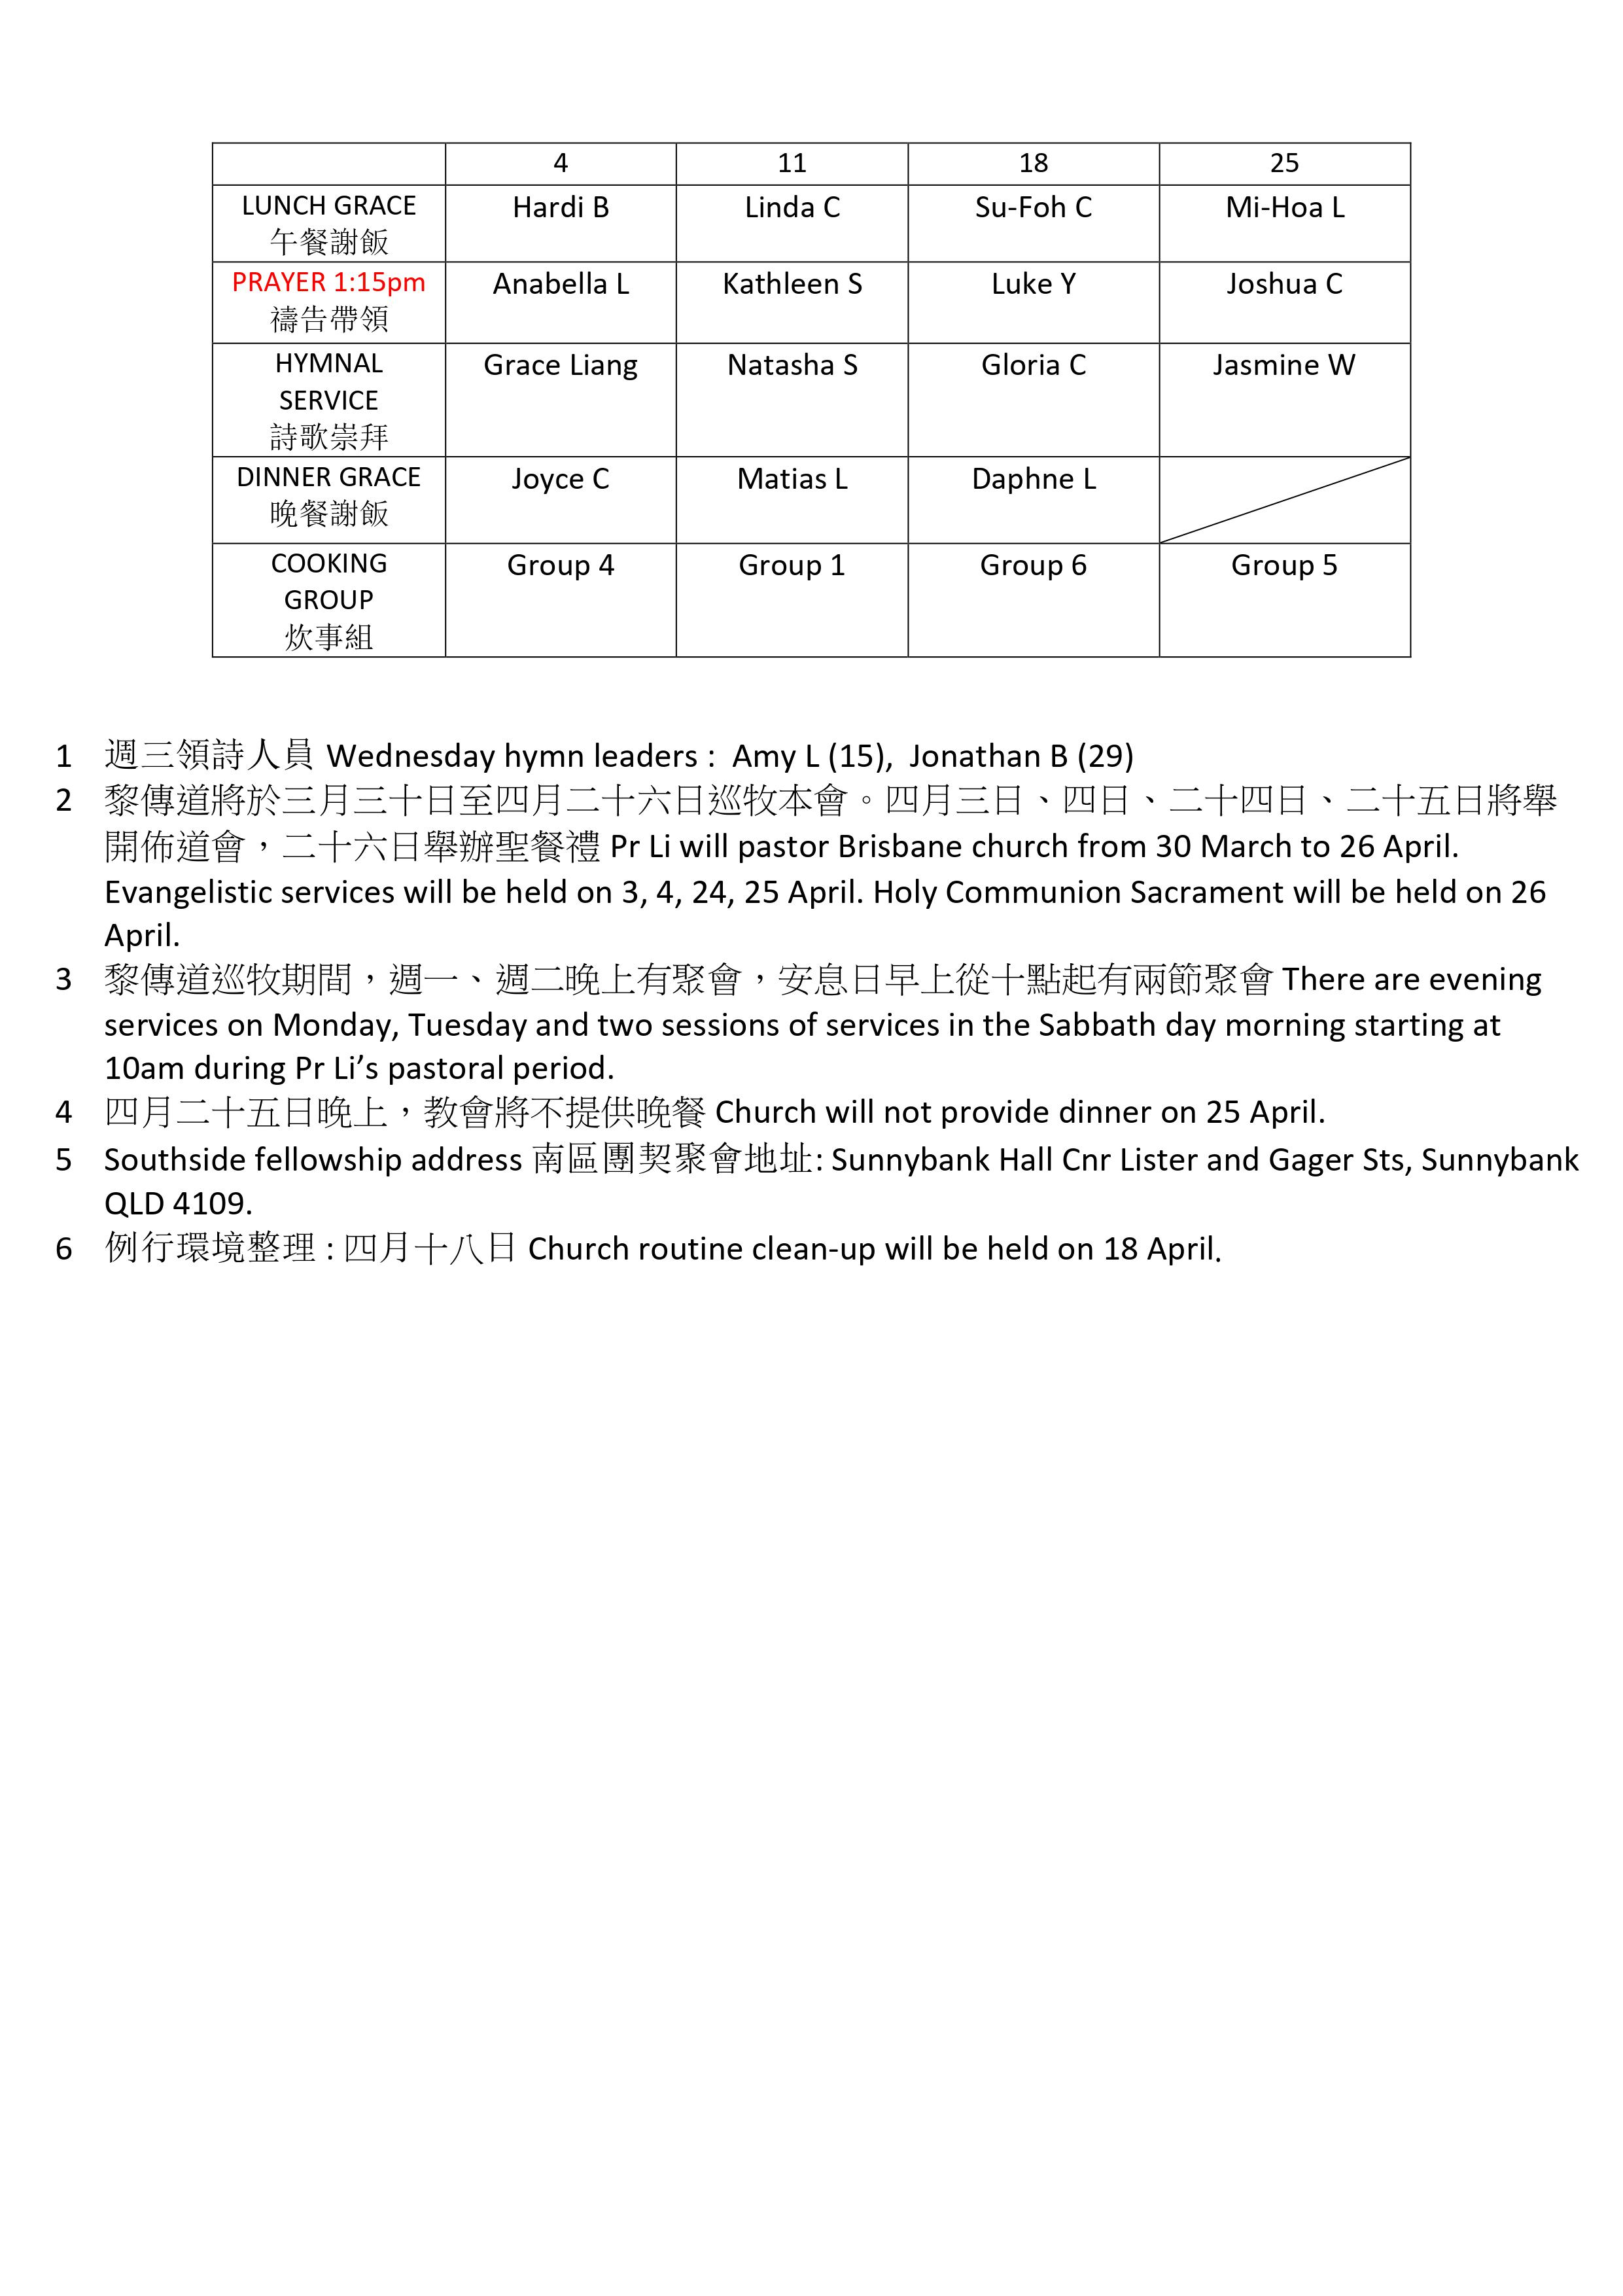 4 11 18 25
LUNCH GRACE Hardi B Linda C Su-Foh C Mi-Hoa L
午餐謝飯
PRAYER 1:15pm Anabella L Kathleen S Luke Y Joshua C
禱告帶領
HYMNAL Grace Liang Natasha S Gloria C Jasmine W
SERVICE
詩歌崇拜
DINNER GRACE Joyce C Matias L Daphne L
晚餐謝飯
COOKING Group 4 Group 1 Group 6 Group 5
GROUP
炊事組
1 週三領詩人員 Wednesday hymn leaders : Amy L (15), Jonathan B (29)
2 黎傳道將於三月三十日至四月二十六日巡牧本會。四月三日、四日、二十四日、二十五日將舉
開佈道會，二十六日舉辦聖餐禮 Pr Li will pastor Brisbane church from 30 March to 26 April.
Evangelistic services will be held on 3, 4, 24, 25 April. Holy Communion Sacrament will be held on 26
April.
3 黎傳道巡牧期間，週一、週二晚上有聚會，安息日早上從十點起有兩節聚會 There are evening
services on Monday, Tuesday and two sessions of services in the Sabbath day morning starting at
10am during Pr Li’s pastoral period.
4 四月二十五日晚上，教會將不提供晚餐 Church will not provide dinner on 25 April.
5 Southside fellowship address 南區團契聚會地址: Sunnybank Hall Cnr Lister and Gager Sts, Sunnybank
QLD 4109.
6 例行環境整理 : 四月十八日 Church routine clean-up will be held on 18 April.